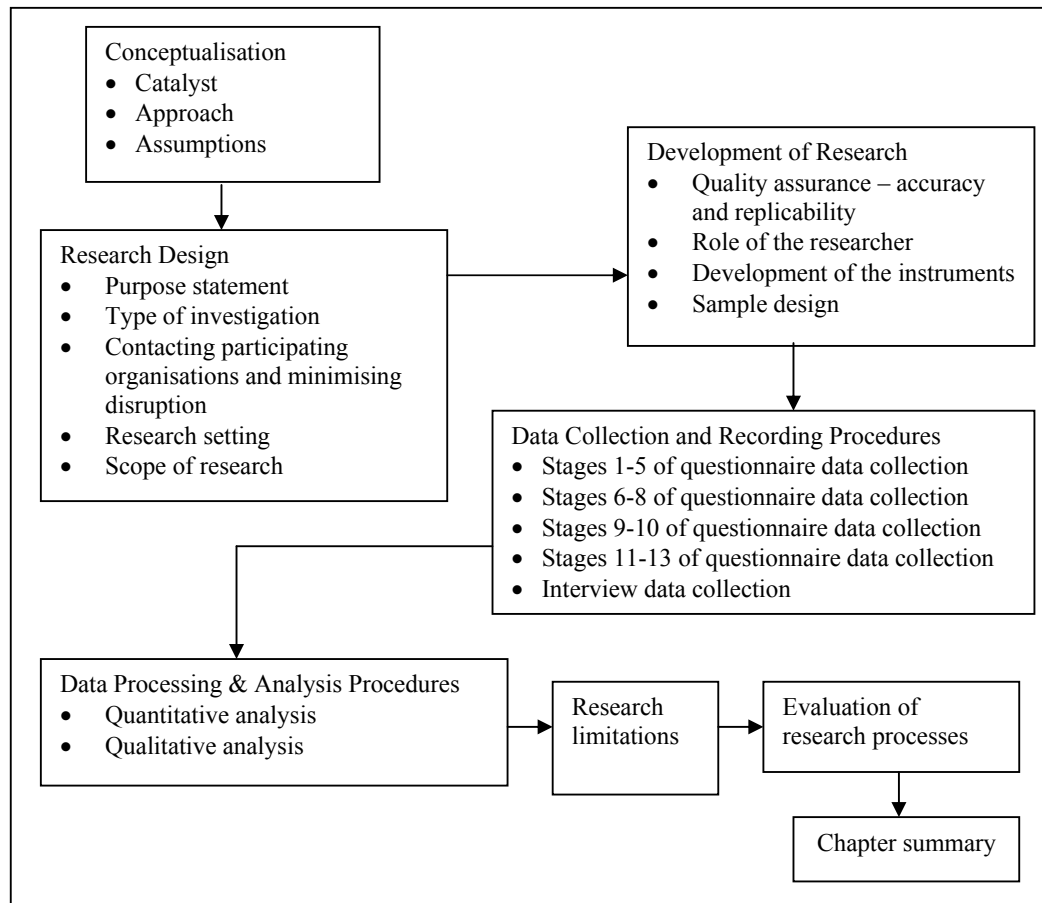 Conceptualisation
• Catalyst
• Approach
• Assumptions
Research Design
• Purpose statement
• Type of investigation
• Contacting participating
organisations and minimising
disruption
• Research setting
• Scope of research
Development of Research
• Quality assurance – accuracy
and replicability
• Role of the researcher
• Development of the instruments
• Sample design
Data Collection and Recording Procedures
• Stages 1-5 of questionnaire data collection
• Stages 6-8 of questionnaire data collection
• Stages 9-10 of questionnaire data collection
• Stages 11-13 of questionnaire data collection
• Interview data collection
Data Processing & Analysis Procedures
• Quantitative analysis
• Qualitative analysis
Research
limitations
Evaluation of
research processes
Chapter summary